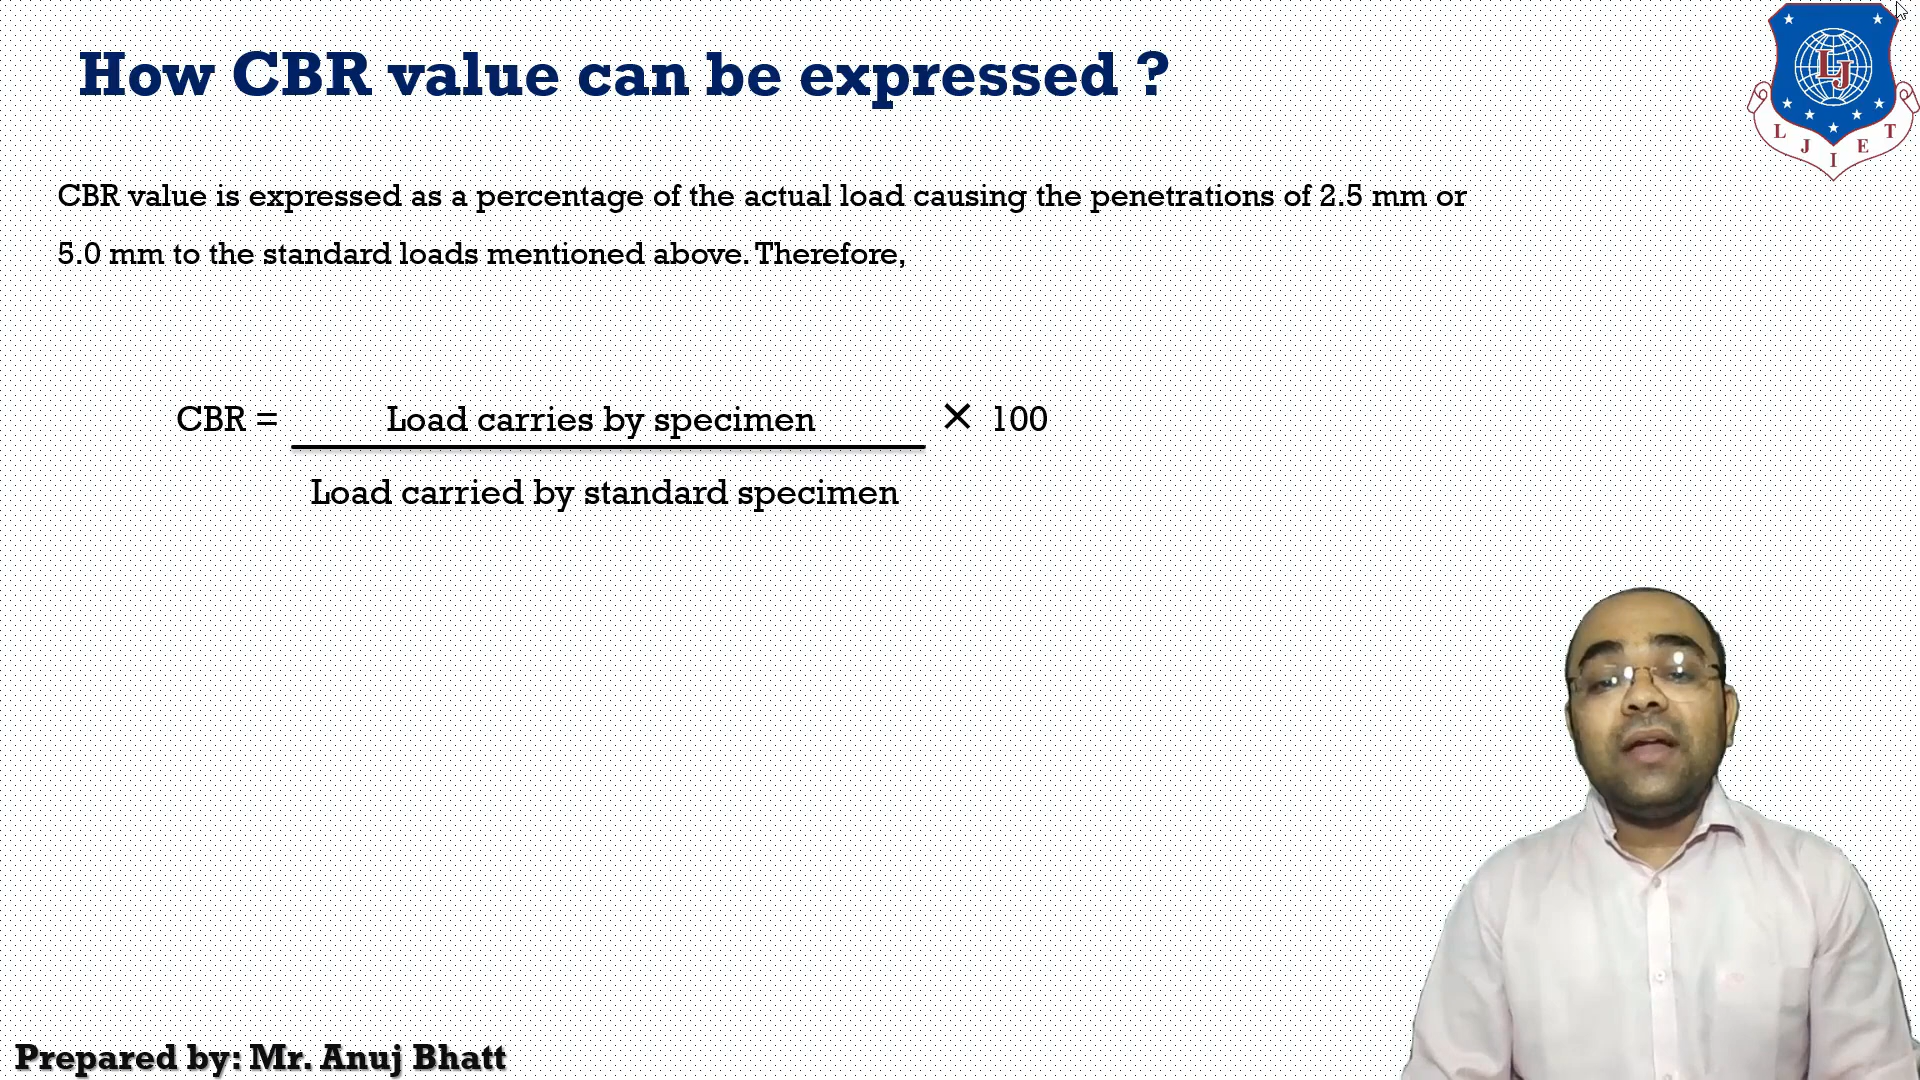 How CBR value can be expressed ?
CBR value is expressed as a percentage of the actual load causing the penetrations of 2.5 mm or
5.0 mm to the standard loads mentioned above. Therefore,
CBR = Load carries by specimen × 100
Load carried by standard specimen
Prepared by: Mr. Anuj Bhatt
LJ
L J I E T